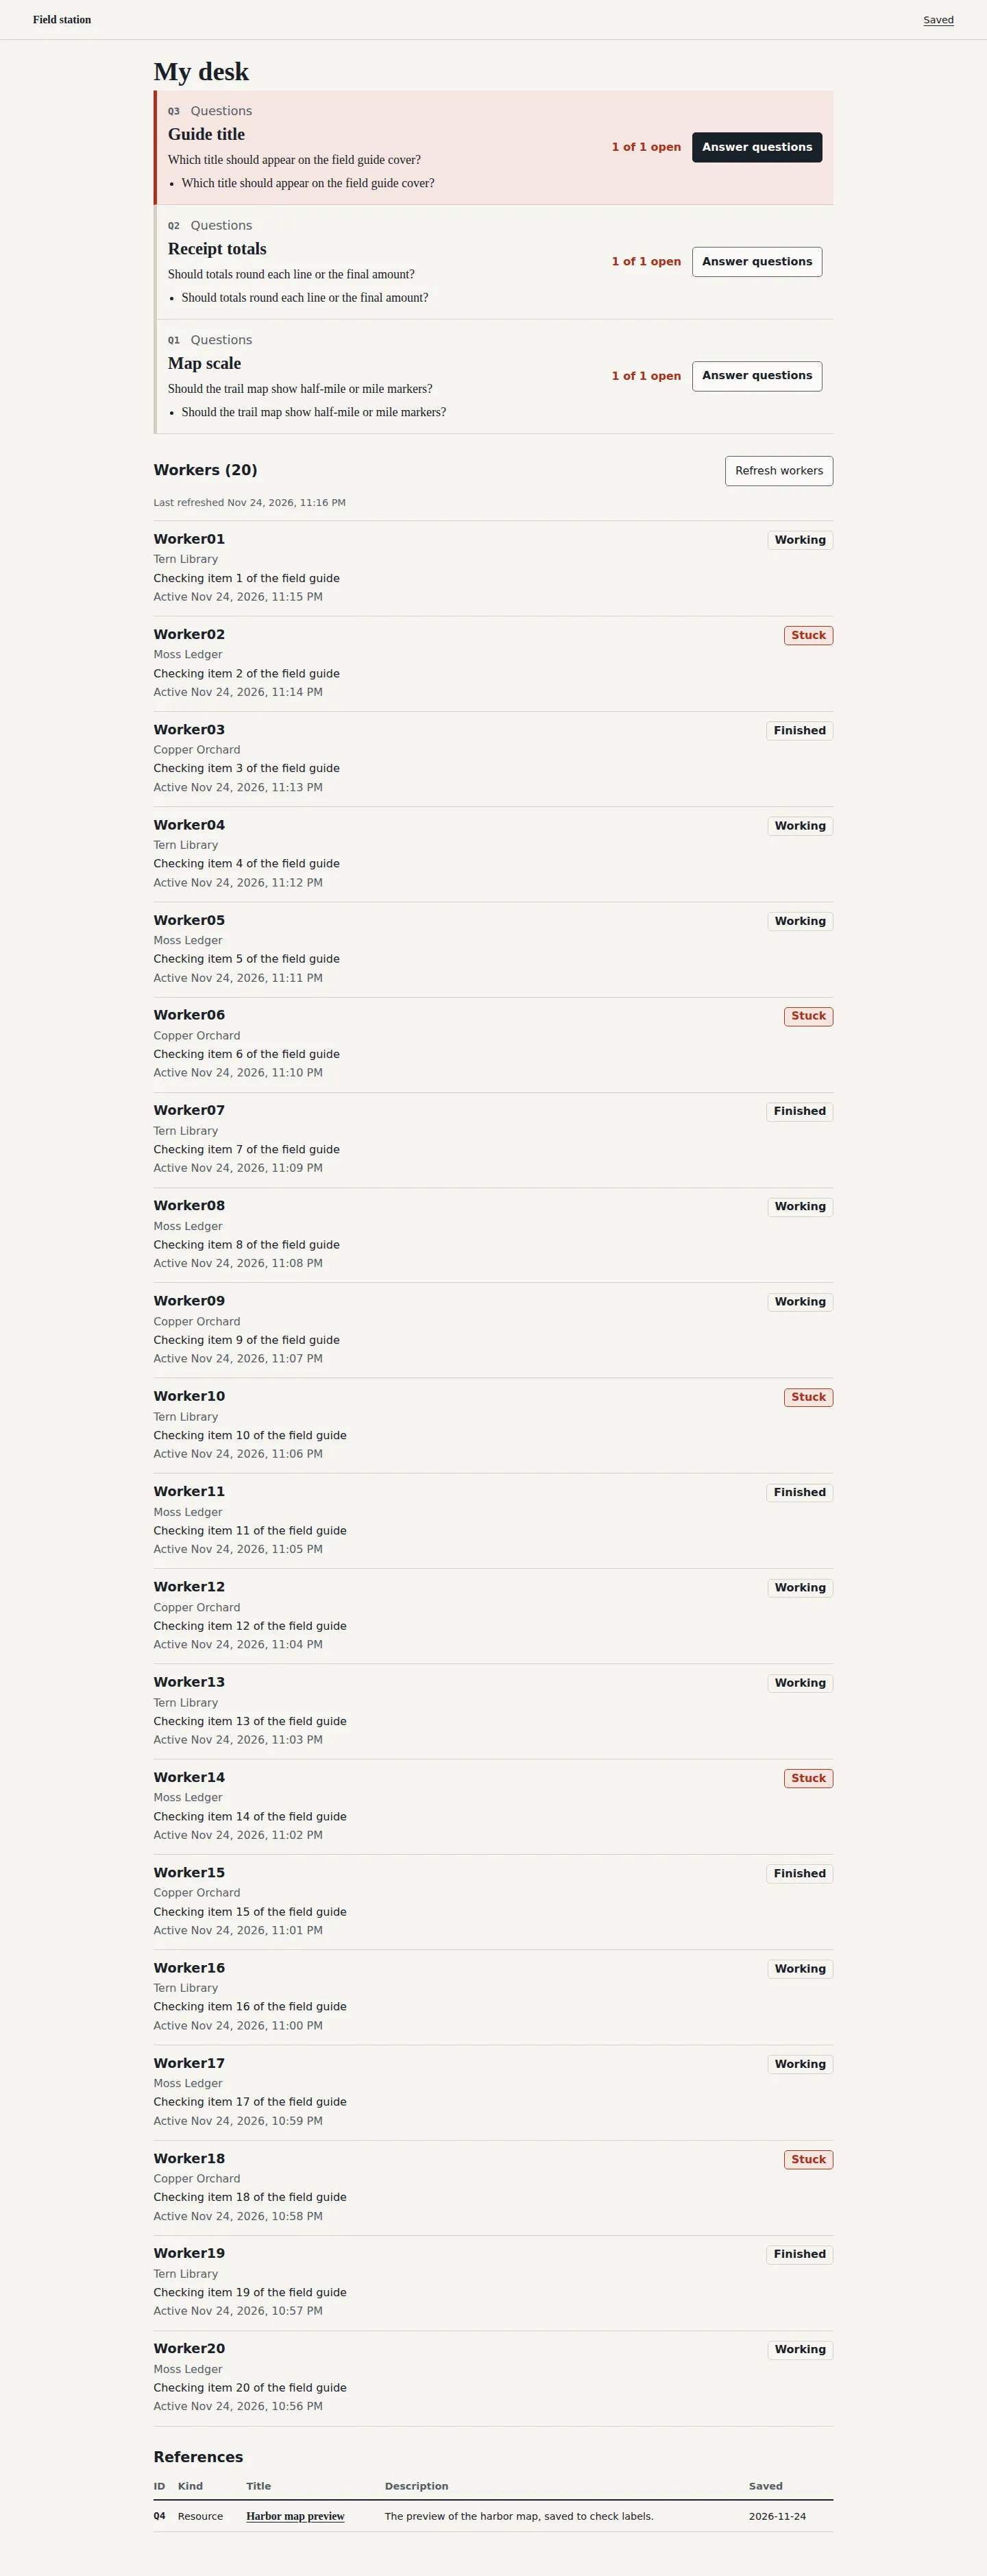 Field station
Saved
My desk
Q3 Questions
Guide title
Which title should appear on the field guide cover?
• Which title should appear on the field guide cover?
1 of 1 open
Answer questions
Q2 Questions
Receipt totals
Should totals round each line or the final amount?
• Should totals round each line or the final amount?
1 of 1 open
Answer questions
Q1 Questions
Map scale
Should the trail map show half-mile or mile markers?
• Should the trail map show half-mile or mile markers?
1 of 1 open
Answer questions
Workers (20)
Refresh workers
Last refreshed Nov 24, 2026, 11:16 PM
Worker01
Working
Tern Library
Checking item 1 of the field guide
Active Nov 24, 2026, 11:15 PM
Worker02
Stuck
Moss Ledger
Checking item 2 of the field guide
Active Nov 24, 2026, 11:14 PM
Worker03
Finished
Copper Orchard
Checking item 3 of the field guide
Active Nov 24, 2026, 11:13 PM
Worker04
Working
Tern Library
Checking item 4 of the field guide
Active Nov 24, 2026, 11:12 PM
Worker05
Working
Moss Ledger
Checking item 5 of the field guide
Active Nov 24, 2026, 11:11 PM
Worker06
Stuck
Copper Orchard
Checking item 6 of the field guide
Active Nov 24, 2026, 11:10 PM
Worker07
Finished
Tern Library
Checking item 7 of the field guide
Active Nov 24, 2026, 11:09 PM
Worker08
Working
Moss Ledger
Checking item 8 of the field guide
Active Nov 24, 2026, 11:08 PM
Worker09
Working
Copper Orchard
Checking item 9 of the field guide
Active Nov 24, 2026, 11:07 PM
Worker10
Stuck
Tern Library
Checking item 10 of the field guide
Active Nov 24, 2026, 11:06 PM
Worker11
Finished
Moss Ledger
Checking item 11 of the field guide
Active Nov 24, 2026, 11:05 PM
Worker12
Working
Copper Orchard
Checking item 12 of the field guide
Active Nov 24, 2026, 11:04 PM
Worker13
Working
Tern Library
Checking item 13 of the field guide
Active Nov 24, 2026, 11:03 PM
Worker14
Stuck
Moss Ledger
Checking item 14 of the field guide
Active Nov 24, 2026, 11:02 PM
Worker15
Finished
Copper Orchard
Checking item 15 of the field guide
Active Nov 24, 2026, 11:01 PM
Worker16
Working
Tern Library
Checking item 16 of the field guide
Active Nov 24, 2026, 11:00 PM
Worker17
Working
Moss Ledger
Checking item 17 of the field guide
Active Nov 24, 2026, 10:59 PM
Worker18
Stuck
Copper Orchard
Checking item 18 of the field guide
Active Nov 24, 2026, 10:58 PM
Worker19
Finished
Tern Library
Checking item 19 of the field guide
Active Nov 24, 2026, 10:57 PM
Worker20
Working
Moss Ledger
Checking item 20 of the field guide
Active Nov 24, 2026, 10:56 PM
References
ID Kind Title Description Saved
Q4 Resource Harbor map preview The preview of the harbor map, saved to check labels. 2026-11-24